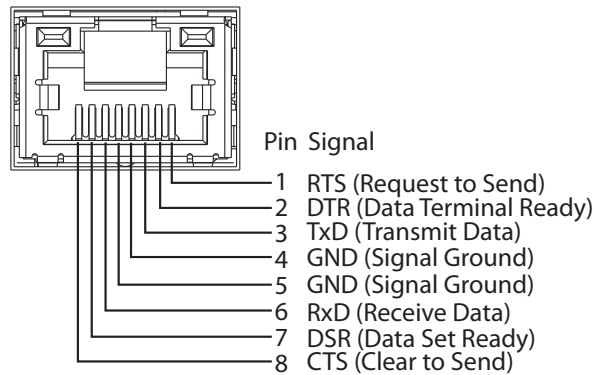 Pin Signal
1 RTS (Request to Send)
2 DTR (Data Terminal Ready)
3 TxD (Transmit Data)
4 GND (Signal Ground)
5 GND (Signal Ground)
6 RxD (Receive Data)
7 DSR (Data Set Ready)
8 CTS (Clear to Send)